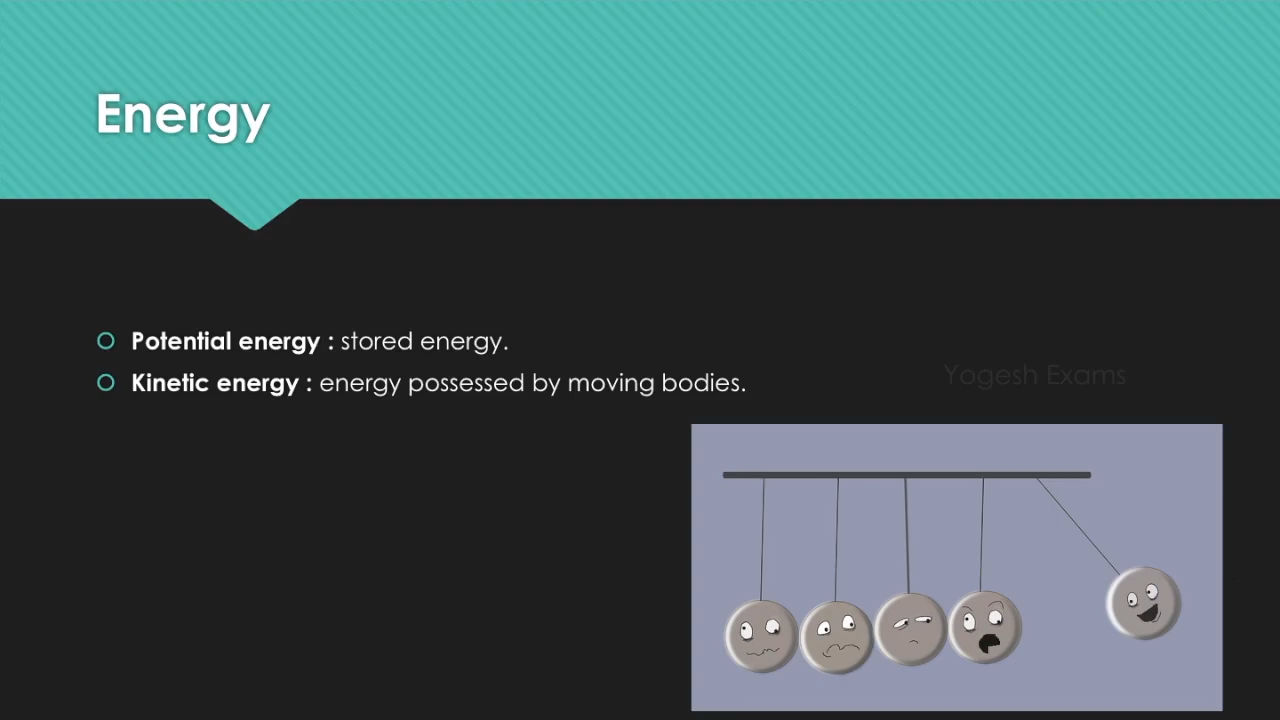 Energy
Potential energy : stored energy.
Kinetic energy : energy possessed by moving bodies.
Yogesh Exams